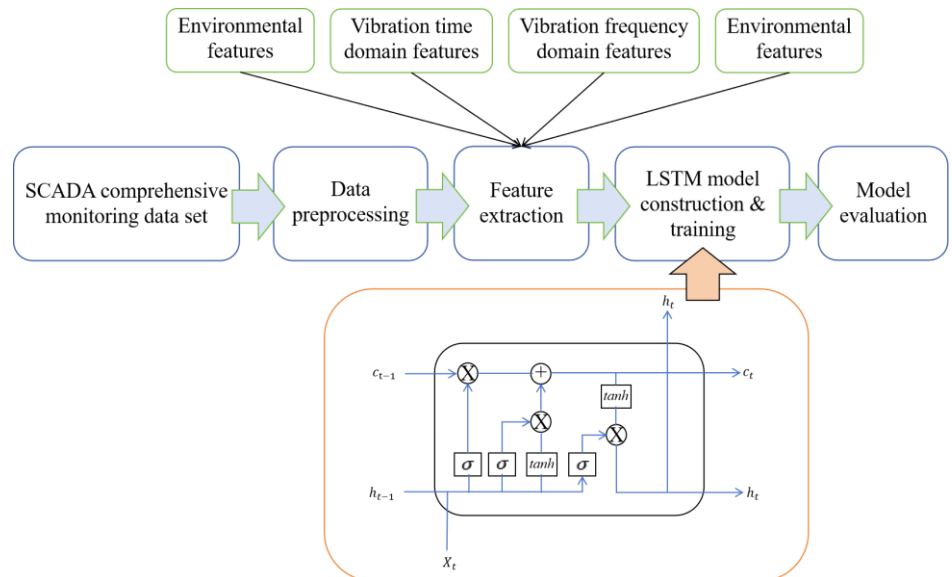 Environmental
features
Vibration time
domain features
Vibration frequency
domain features
Environmental
features
SCADA comprehensive
monitoring data set
Data
preprocessing
Feature
extraction
LSTM model
construction &
training
Model
evaluation
h_t
c_{t-1}
X
+
c_t
tanh
X
X
σ
σ
tanh
σ
h_{t-1}
h_t
X_t